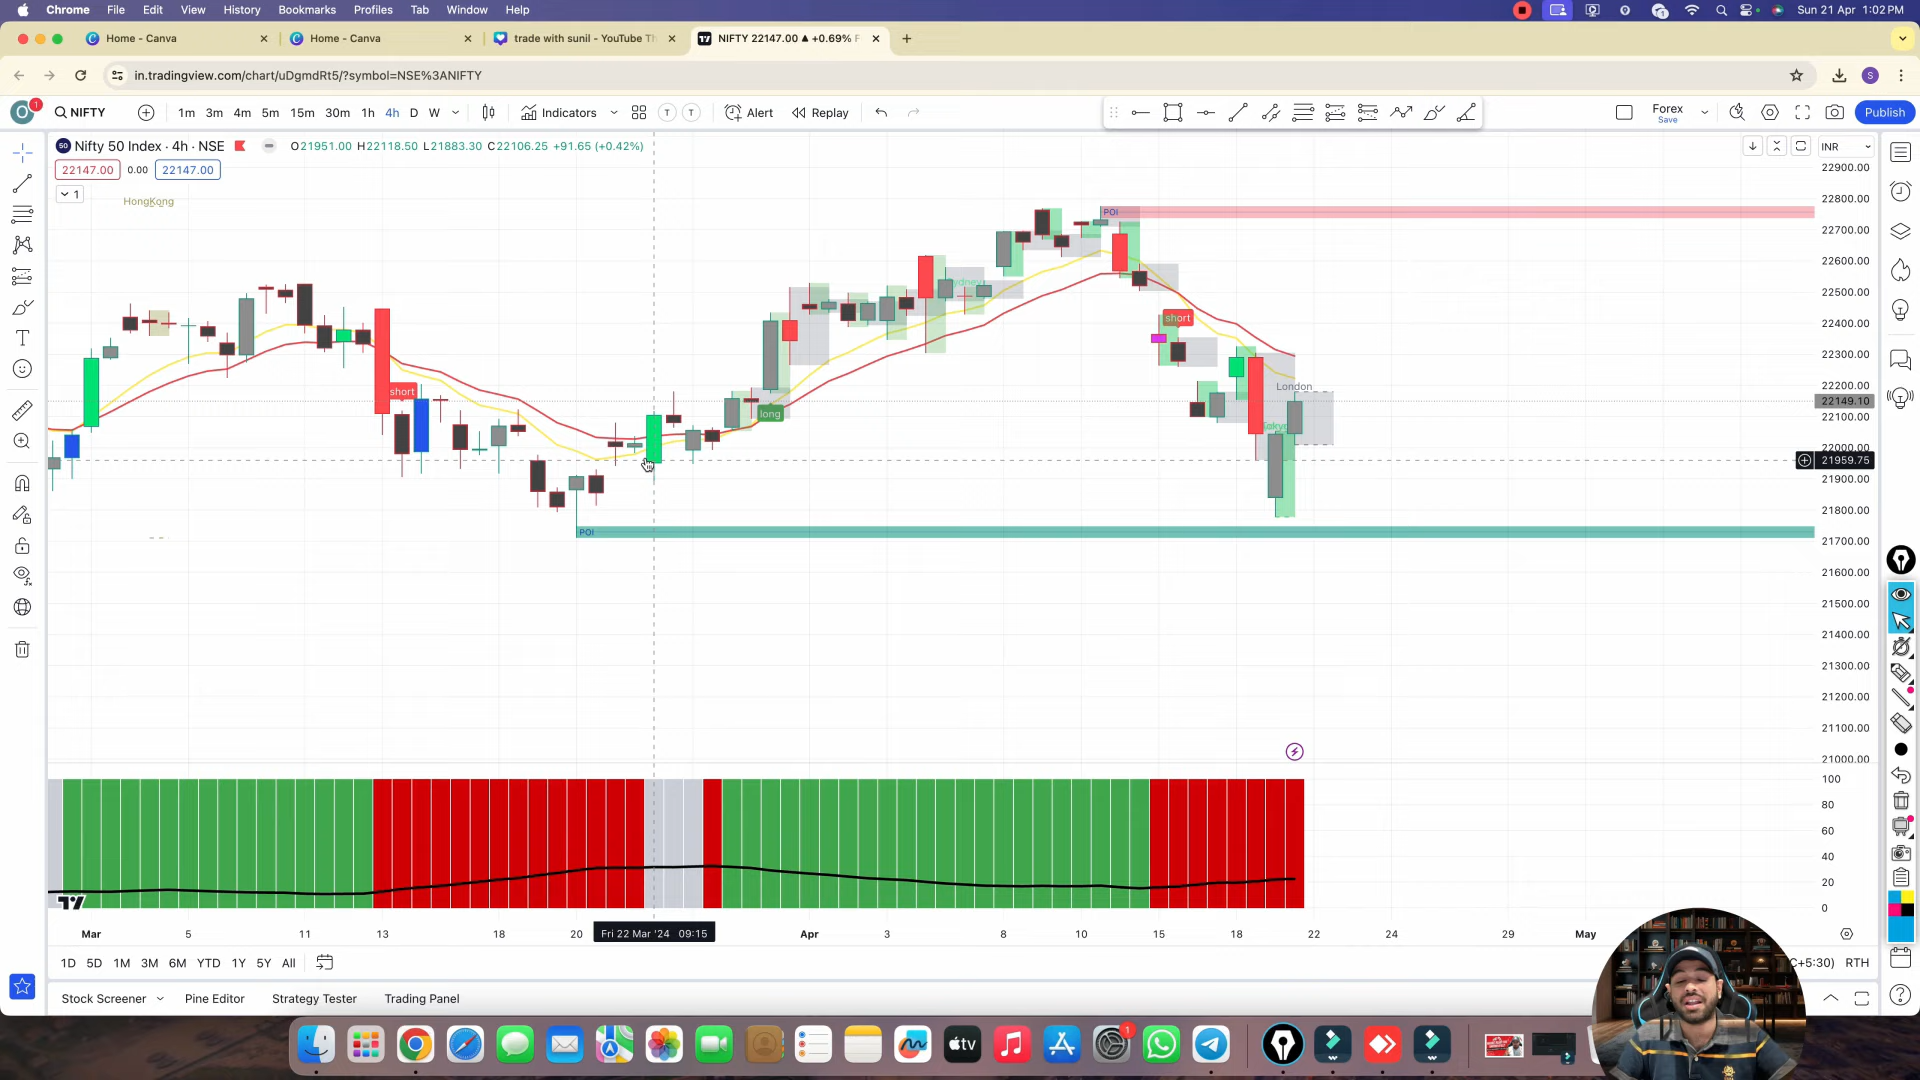 Chrome File Edit View History Bookmarks Profiles Tab Window Help Sun 21 Apr 1:02 PM
Home - Canva Home - Canva trade with sunil - YouTube Th NIFTY 22147.00 ▲ +0.69% F
in.tradingview.com/chart/uDgmdRt5/?symbol=NSE%3ANIFTY S
O 1 NIFTY 1m 3m 4m 5m 15m 30m 1h 4h D W Indicators T T Alert Replay Forex Save Publish
50 Nifty 50 Index · 4h · NSE O21951.00 H22118.50 L21883.30 C22106.25 +91.65 (+0.42%) INR
22147.00 0.00 22147.00
1
HongKong
22900.00
22800.00
POI
22700.00
22600.00
22500.00
22400.00
short
22300.00
22200.00
London
short
22149.10
22100.00
long
Tokyo
22000.00
21959.75
21900.00
21800.00
POI
21700.00
21600.00
21500.00
21400.00
21300.00
21200.00
21100.00
21000.00
100
80
60
40
20
0
Mar 5 11 13 18 20 Fri 22 Mar '24 09:15 Apr 3 8 10 15 18 22 24 29 May
1D 5D 1M 3M 6M YTD 1Y 5Y All C+5:30) RTH
Stock Screener Pine Editor Strategy Tester Trading Panel
tv
1